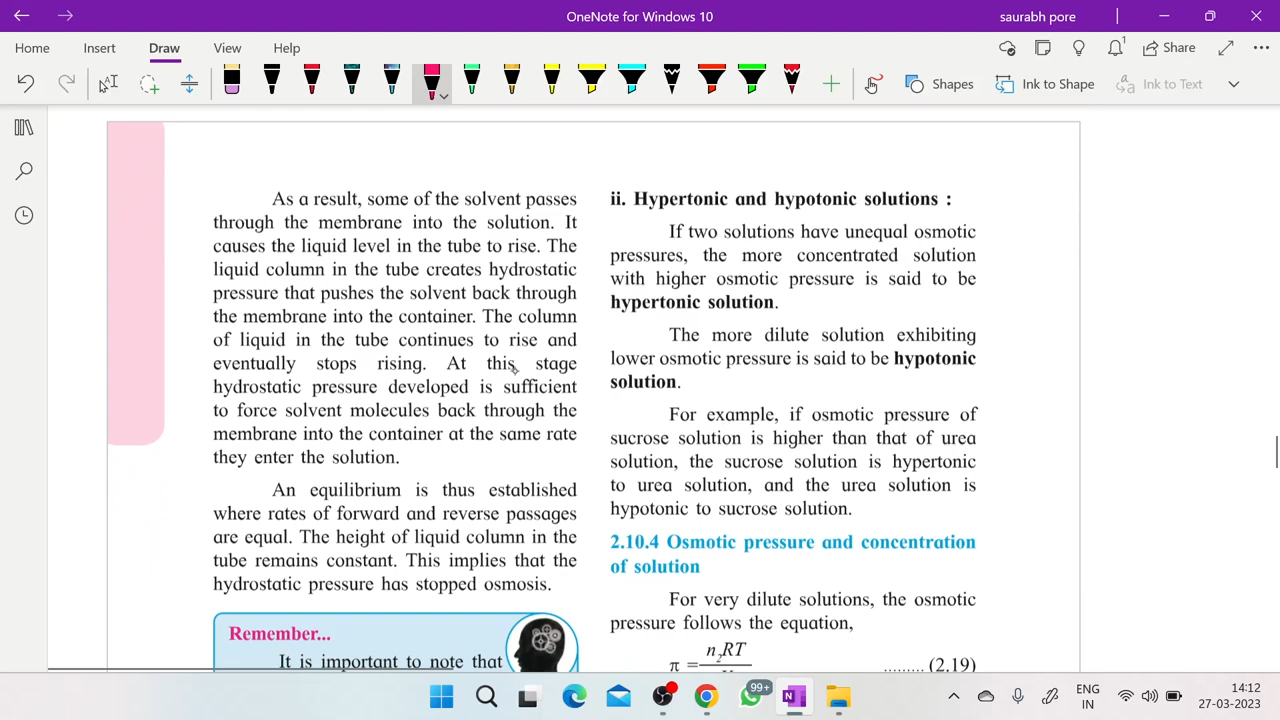 OneNote for Windows 10
saurabh pore
Home
Insert
Draw
View
Help
1
Share
Shapes
Ink to Shape
Ink to Text
As a result, some of the solvent passes
through the membrane into the solution. It
causes the liquid level in the tube to rise. The
liquid column in the tube creates hydrostatic
pressure that pushes the solvent back through
the membrane into the container. The column
of liquid in the tube continues to rise and
eventually stops rising. At this stage
hydrostatic pressure developed is sufficient
to force solvent molecules back through the
membrane into the container at the same rate
they enter the solution.
An equilibrium is thus established
where rates of forward and reverse passages
are equal. The height of liquid column in the
tube remains constant. This implies that the
hydrostatic pressure has stopped osmosis.
Remember...
It is important to note that
ii. Hypertonic and hypotonic solutions :
If two solutions have unequal osmotic
pressures, the more concentrated solution
with higher osmotic pressure is said to be
hypertonic solution.
The more dilute solution exhibiting
lower osmotic pressure is said to be hypotonic
solution.
For example, if osmotic pressure of
sucrose solution is higher than that of urea
solution, the sucrose solution is hypertonic
to urea solution, and the urea solution is
hypotonic to sucrose solution.
2.10.4 Osmotic pressure and concentration
of solution
For very dilute solutions, the osmotic
pressure follows the equation,
n₂RT
π = ......... (2.19)
99+
ENG
IN
14:12
27-03-2023